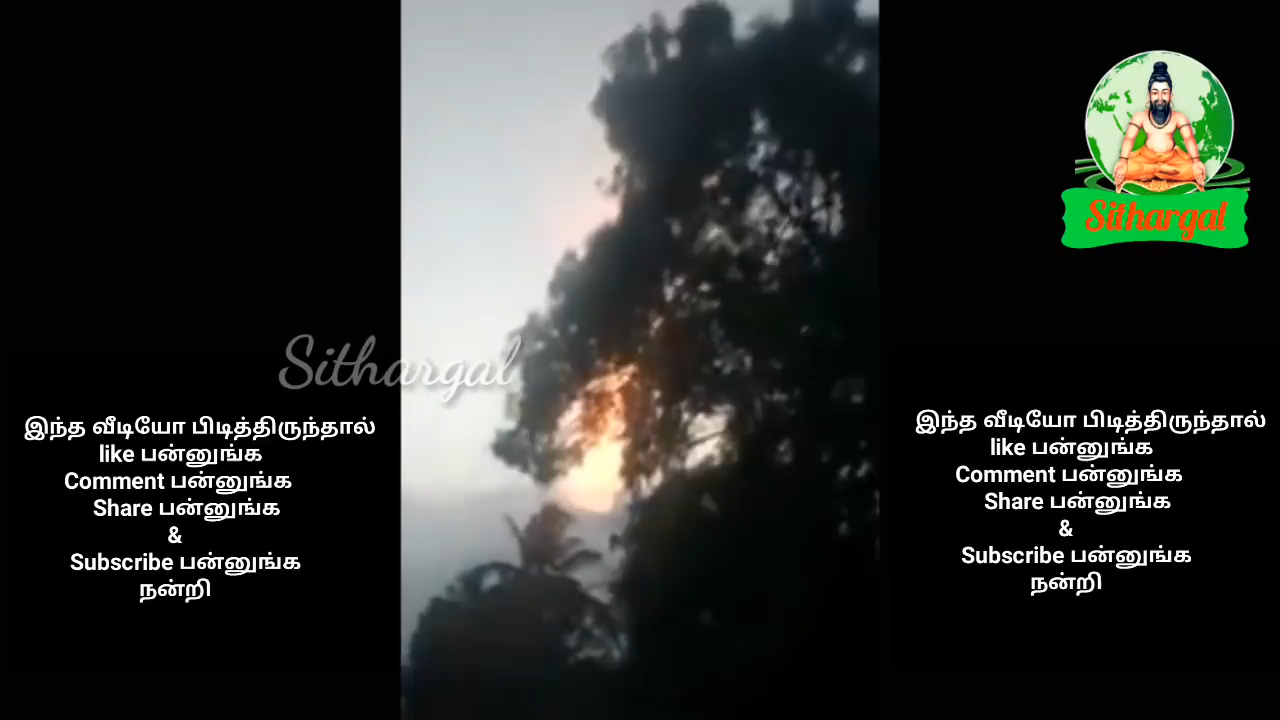 Sithargal
Sithargal
இந்த வீடியோ பிடித்திருந்தால்
like பன்னுங்க
Comment பன்னுங்க
Share பன்னுங்க
&
Subscribe பன்னுங்க
நன்றி
இந்த வீடியோ பிடித்திருந்தால்
like பன்னுங்க
Comment பன்னுங்க
Share பன்னுங்க
&
Subscribe பன்னுங்க
நன்றி